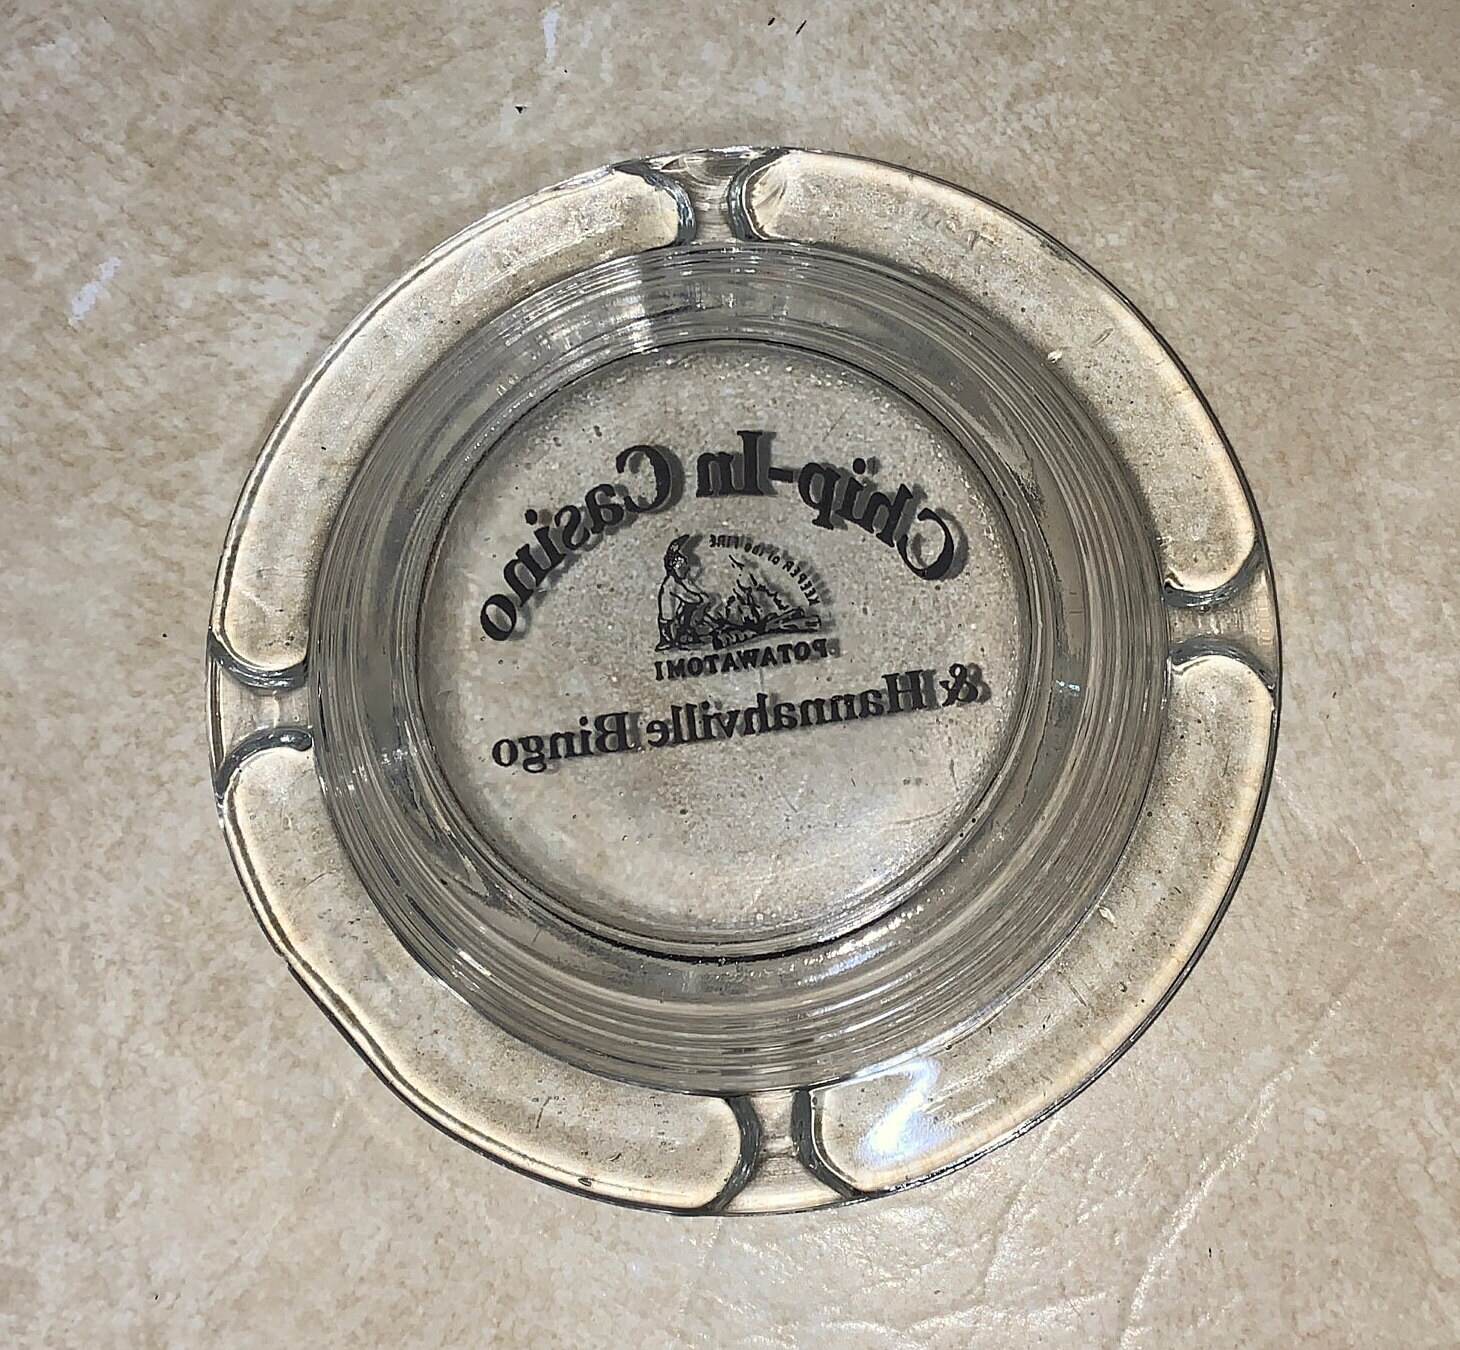 Chip-In Casino
KEEPER of the FIRE
POTAWATOMI
& Hannahville Bingo